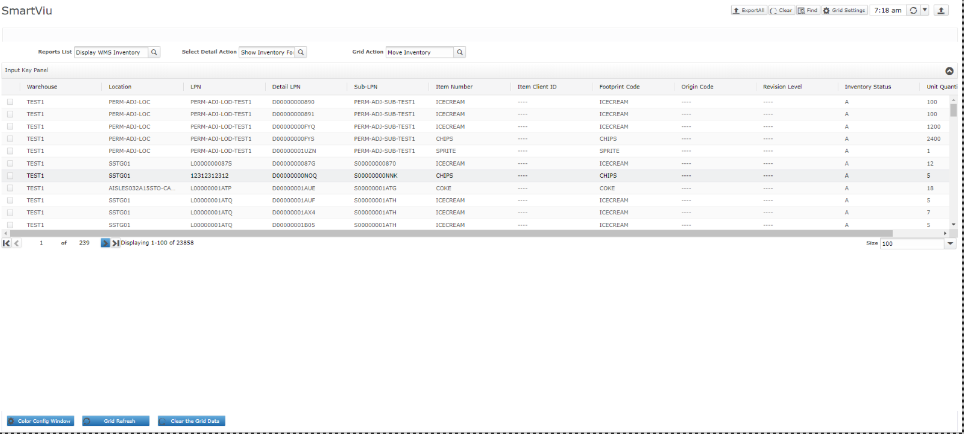 SmartViu
ExportAll Clear Find Grid Settings 7:18 am
Reports List Display WMS Inventory Select Detail Action Show Inventory Fo Grid Action Move Inventory
Input Key Panel
Warehouse Location LPN Detail LPN Sub-LPN Item Number Item Client ID Footprint Code Origin Code Revision Level Inventory Status Unit Quanti
TEST1 PERM-ADJ-LOC PERM-ADJ-LOD-TEST1 D00000000890 PERM-ADJ-SUB-TEST1 ICECREAM ---- ICECREAM ---- ---- A 100
TEST1 PERM-ADJ-LOC PERM-ADJ-LOD-TEST1 D00000000891 PERM-ADJ-SUB-TEST1 ICECREAM ---- ICECREAM ---- ---- A 100
TEST1 PERM-ADJ-LOC PERM-ADJ-LOD-TEST1 D00000000FYQ PERM-ADJ-SUB-TEST1 ICECREAM ---- ICECREAM ---- ---- A 1200
TEST1 PERM-ADJ-LOC PERM-ADJ-LOD-TEST1 D00000000FYS PERM-ADJ-SUB-TEST1 CHIPS ---- CHIPS ---- ---- A 2400
TEST1 PERM-ADJ-LOC PERM-ADJ-LOD-TEST1 D00000001UZN PERM-ADJ-SUB-TEST1 SPRITE ---- SPRITE ---- ---- A 1
TEST1 SSTG01 L00000000875 D0000000087G S00000000870 ICECREAM ---- ICECREAM ---- ---- A 12
TEST1 SSTG01 12312312312 D00000000NOQ S00000000NNK CHIPS ---- CHIPS ---- ---- A 5
TEST1 L00000001ATP D00000001AUE S00000001ATG COKE ---- COKE ---- ---- A 18
TEST1 SSTG01 L00000001ATQ D00000001AUF S00000001ATH ICECREAM ---- ICECREAM ---- ---- A 5
TEST1 SSTG01 L00000001ATQ D00000001AX4 S00000001ATH ICECREAM ---- ICECREAM ---- ---- A 7
TEST1 SSTG01 L00000001ATQ D00000001B05 S00000001ATH ICECREAM ---- ICECREAM ---- ---- A 5
1 of 239 Displaying 1-100 of 23858 Size 100
Color Config Window Grid Refresh Clear the Grid Data